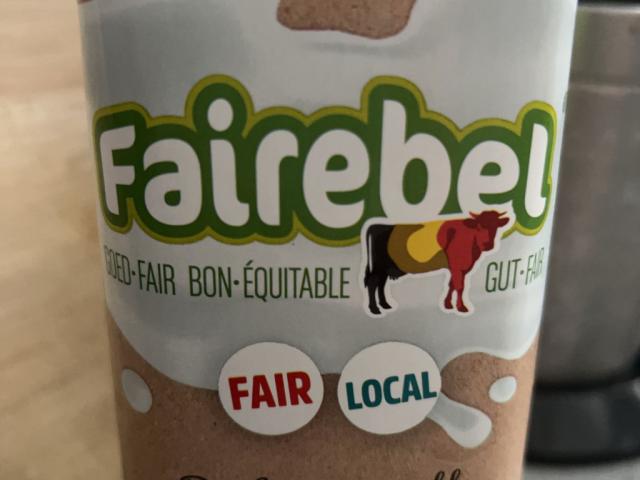 Fairebel
GOED·FAIR BON·ÉQUITABLE GUT·FAIR
FAIR LOCAL